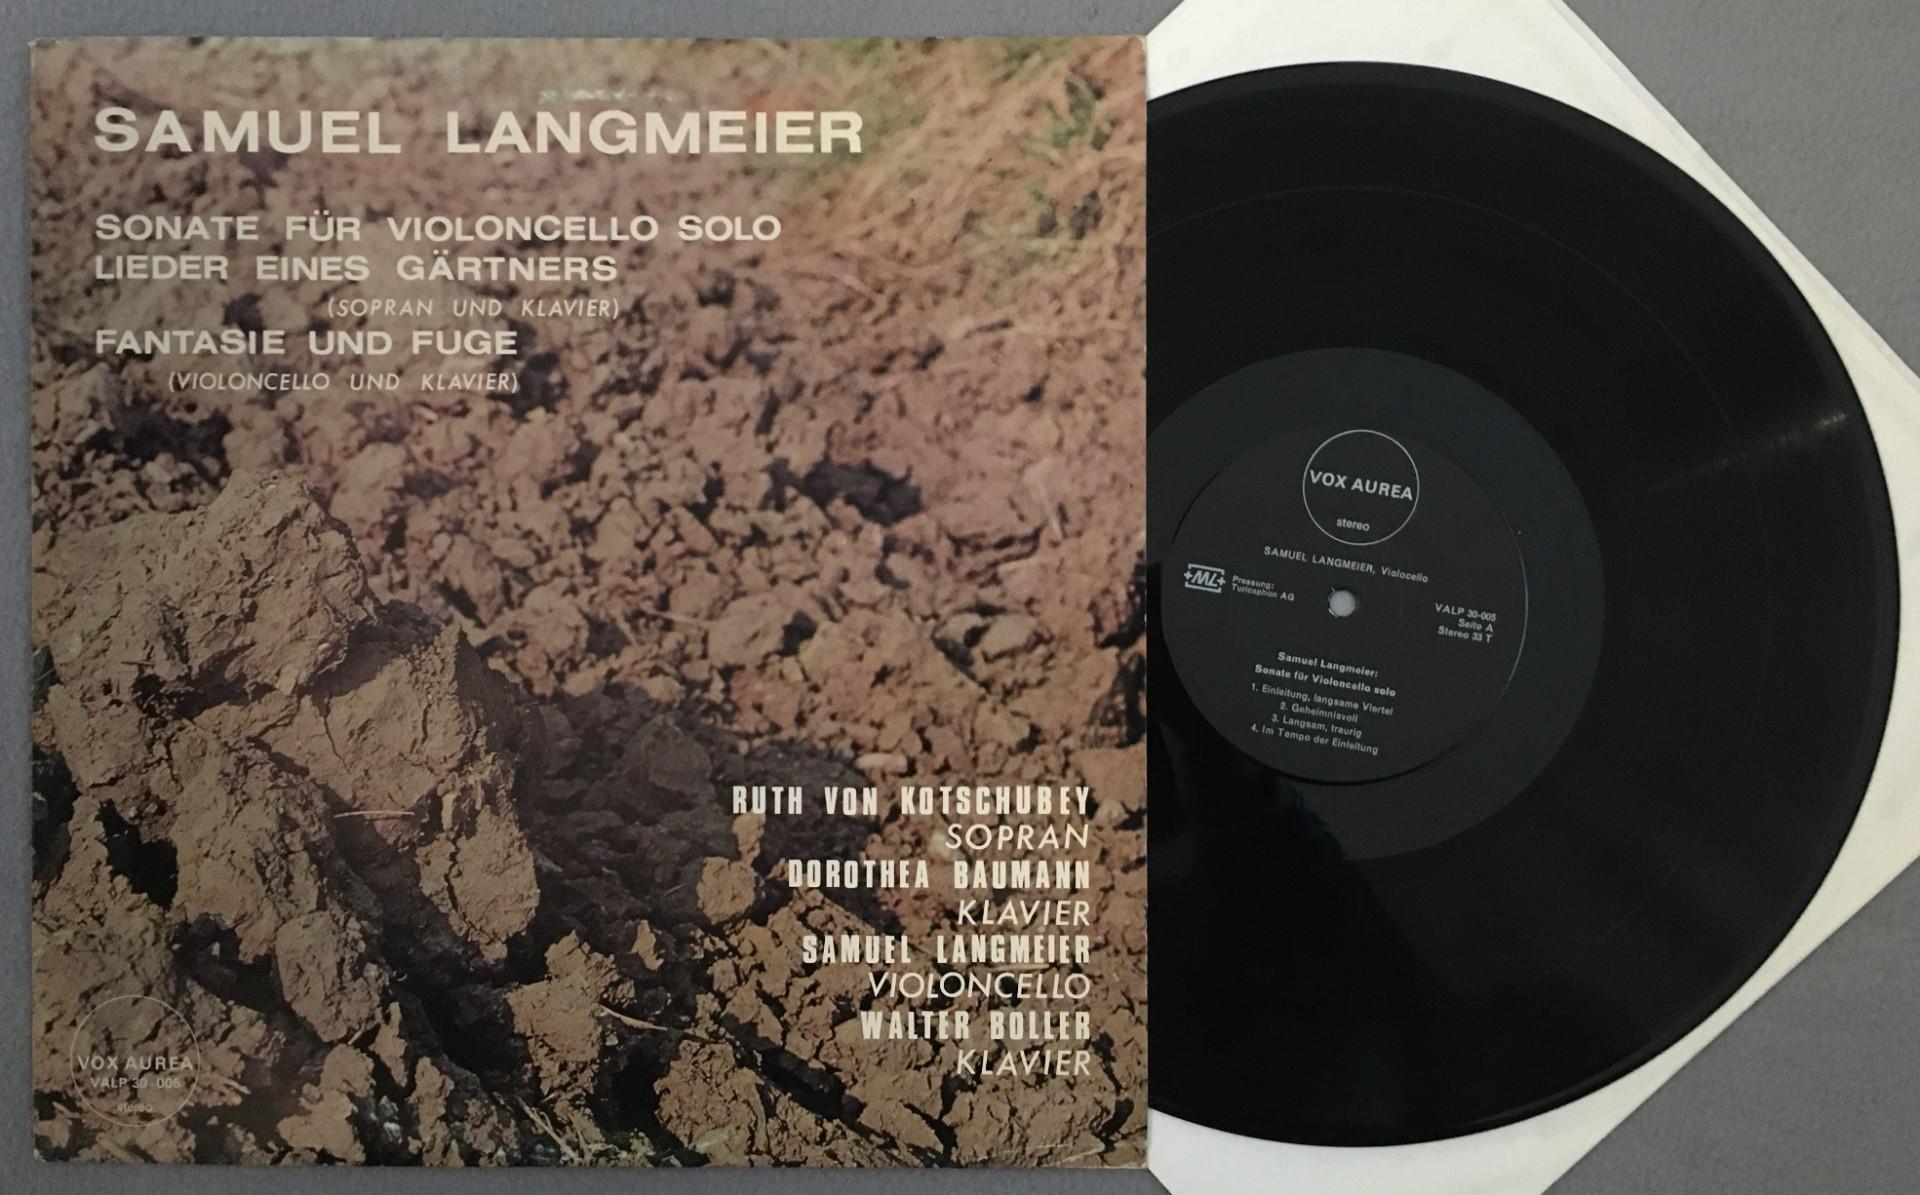 SAMUEL LANGMEIER
SONATE FÜR VIOLONCELLO SOLO
LIEDER EINES GÄRTNERS
(SOPRAN UND KLAVIER)
FANTASIE UND FUGE
(VIOLONCELLO UND KLAVIER)
RUTH VON KOTSCHUBEY
SOPRAN
DOROTHEA BAUMANN
KLAVIER
SAMUEL LANGMEIER
VIOLONCELLO
WALTER BOLLER
KLAVIER
VOX AUREA
VALP 30-005
stereo
VOX AUREA
stereo
SAMUEL LANGMEIER, Violocello
+ML+
Pressung:
Turicaphon AG
VALP 30-005
Seite A
Stereo 33 T
Samuel Langmeier:
Sonate für Violoncello solo
1. Einleitung, langsame Viertel
2. Geheimnisvoll
3. Langsam, traurig
4. Im Tempo der Einleitung